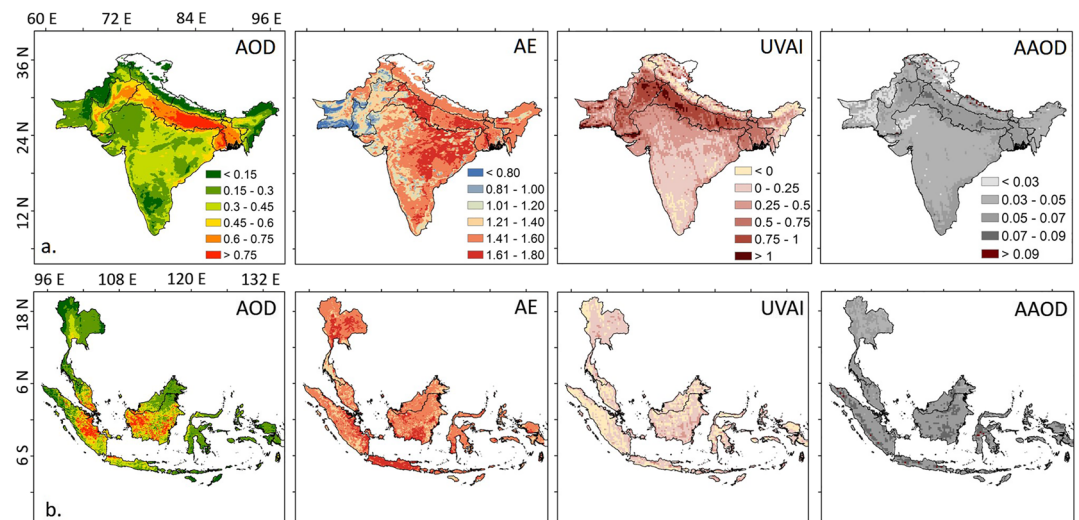 60 E 72 E 84 E 96 E
AOD AE UVAI AAOD
36 N
24 N
12 N
< 0.15
0.15 - 0.3
0.3 - 0.45
0.45 - 0.6
0.6 - 0.75
> 0.75
< 0.80
0.81 - 1.00
1.01 - 1.20
1.21 - 1.40
1.41 - 1.60
1.61 - 1.80
< 0
0 - 0.25
0.25 - 0.5
0.5 - 0.75
0.75 - 1
> 1
< 0.03
0.03 - 0.05
0.05 - 0.07
0.07 - 0.09
> 0.09
a.
96 E 108 E 120 E 132 E
AOD AE UVAI AAOD
18 N
6 N
6 S
b.